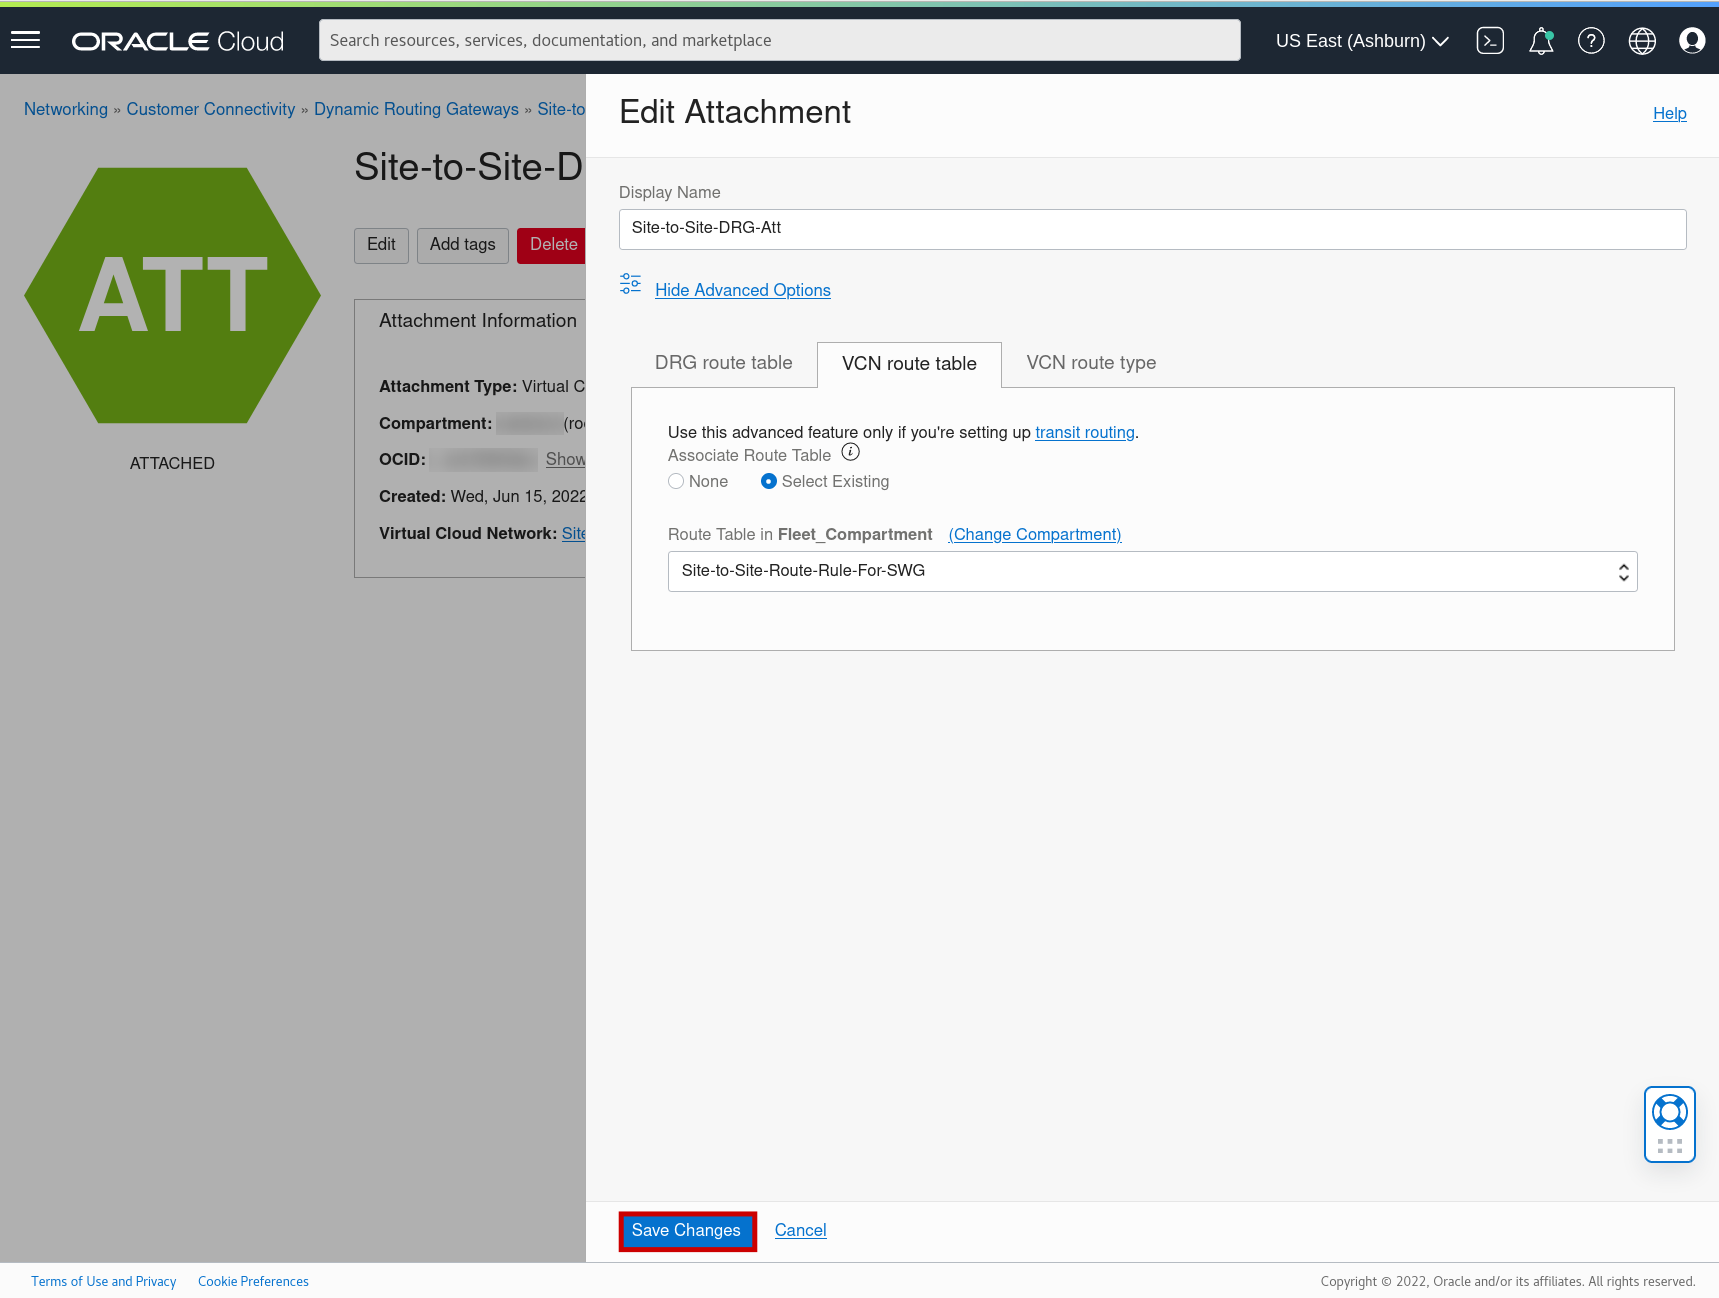 ORACLE Cloud
Search resources, services, documentation, and marketplace
US East (Ashburn)
Networking » Customer Connectivity » Dynamic Routing Gateways » Site-to
Site-to-Site-D
Edit
Add tags
Delete
ATT
ATTACHED
Attachment Information
Attachment Type: Virtual C
Compartment: (ro
OCID: Show
Created: Wed, Jun 15, 2022
Virtual Cloud Network: Site
Edit Attachment
Help
Display Name
Site-to-Site-DRG-Att
Hide Advanced Options
DRG route table
VCN route table
VCN route type
Use this advanced feature only if you're setting up transit routing.
Associate Route Table
None
Select Existing
Route Table in Fleet_Compartment (Change Compartment)
Site-to-Site-Route-Rule-For-SWG
Save Changes
Cancel
Terms of Use and Privacy
Cookie Preferences
Copyright © 2022, Oracle and/or its affiliates. All rights reserved.